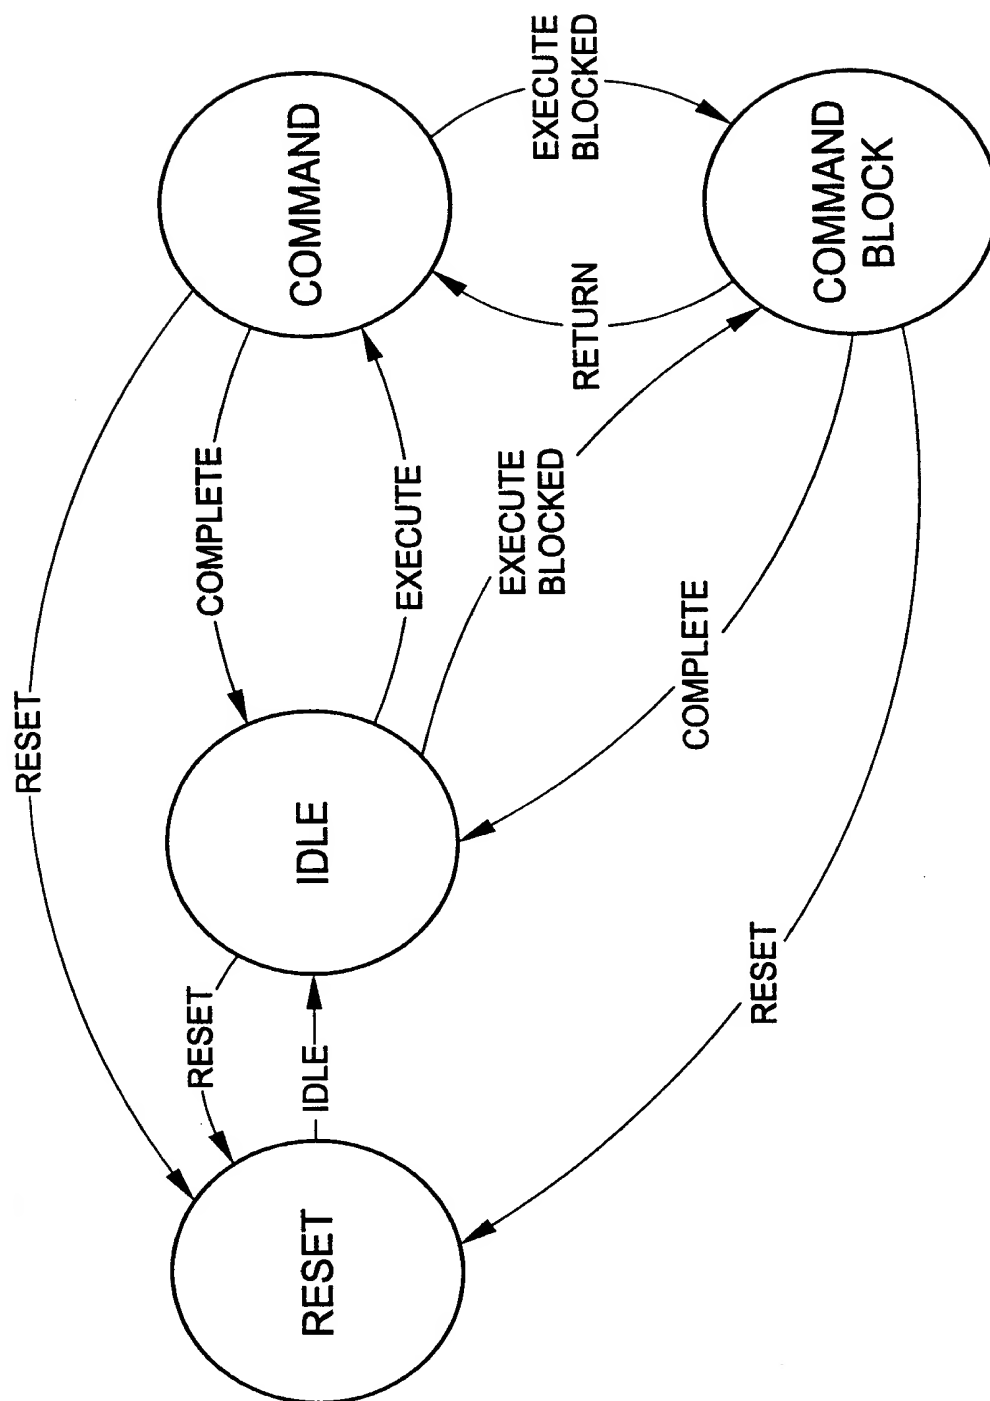 RESET
COMPLETE
COMMAND
RESET
IDLE
IDLE
EXECUTE
RESET
EXECUTE
BLOCKED
RETURN
EXECUTE
BLOCKED
COMPLETE
COMMAND
BLOCK
RESET